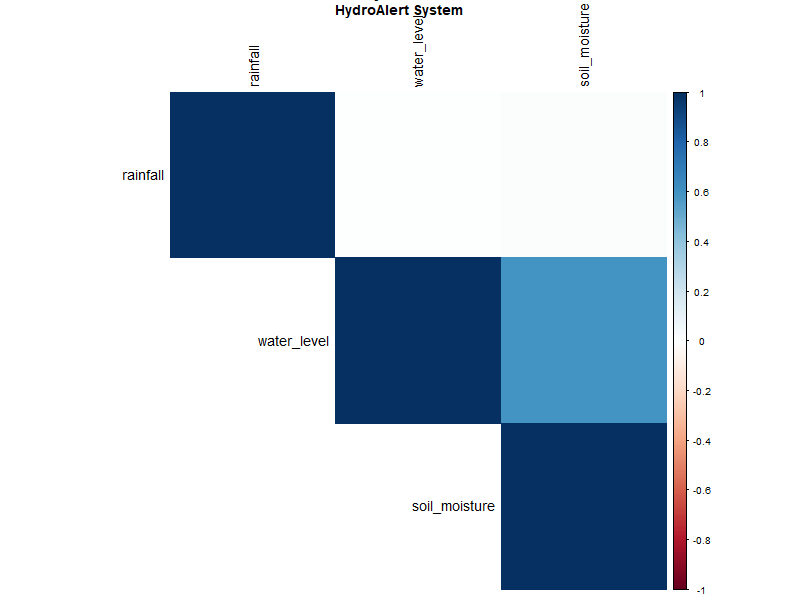 HydroAlert System
rainfall
water_level
soil_moisture
rainfall
water_level
soil_moisture
1
0.8
0.6
0.4
0.2
0
-0.2
-0.4
-0.6
-0.8
-1